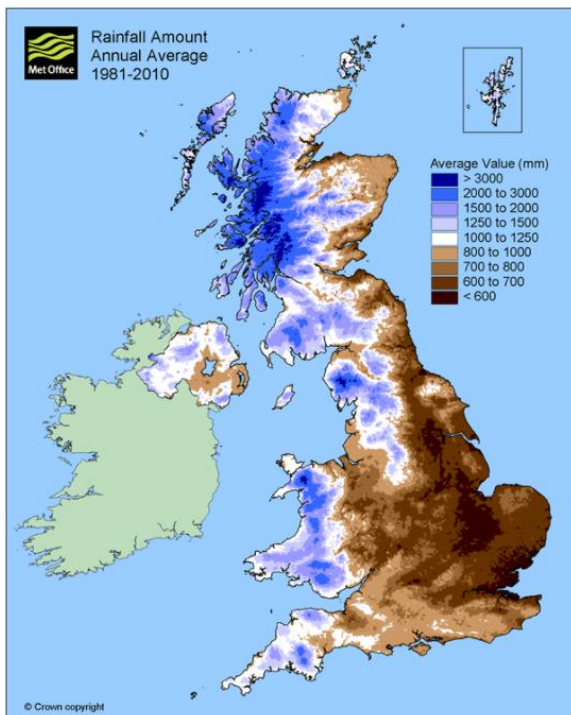 Met Office
Rainfall Amount
Annual Average
1981-2010
Average Value (mm)
> 3000
2000 to 3000
1500 to 2000
1250 to 1500
1000 to 1250
800 to 1000
700 to 800
600 to 700
< 600
© Crown copyright